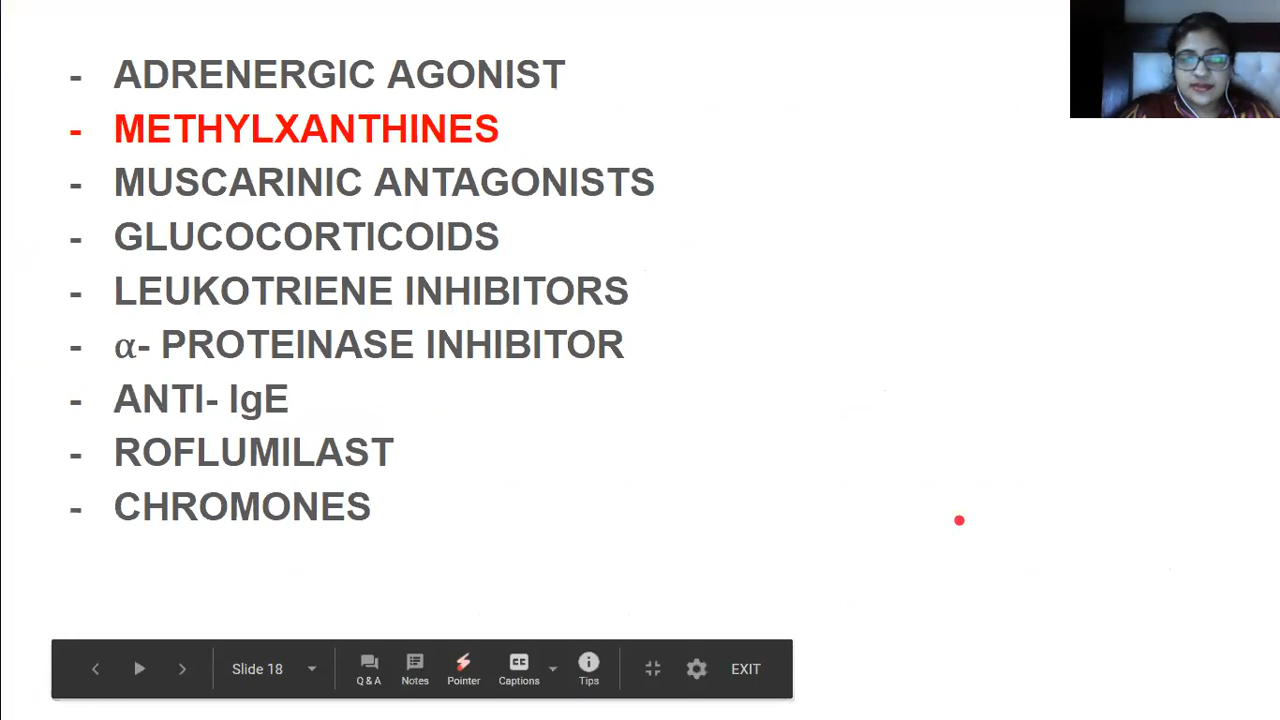 - ADRENERGIC AGONIST
- METHYLXANTHINES
- MUSCARINIC ANTAGONISTS
- GLUCOCORTICOIDS
- LEUKOTRIENE INHIBITORS
- α- PROTEINASE INHIBITOR
- ANTI- IgE
- ROFLUMILAST
- CHROMONES
Slide 18 Q & A Notes Pointer CC Captions Tips EXIT